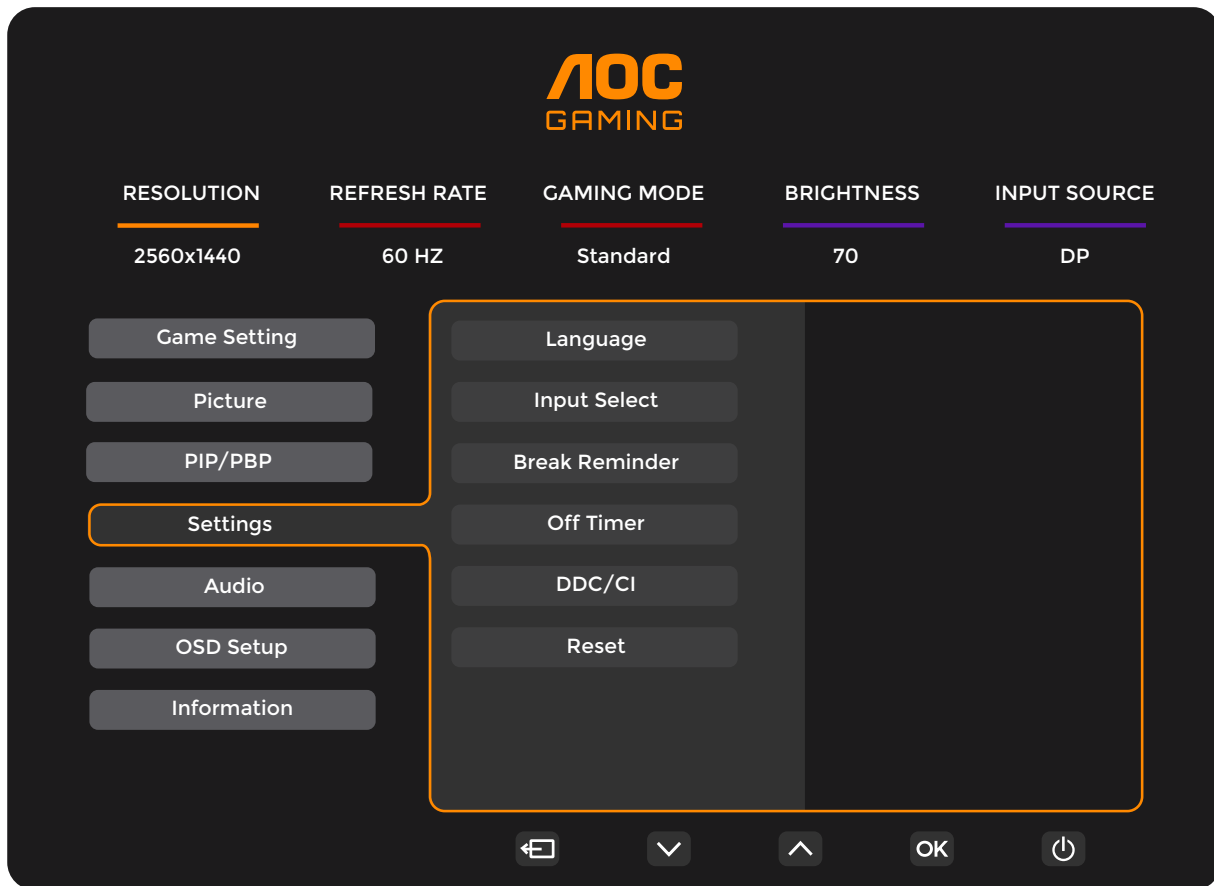 AOC
GAMING
RESOLUTION REFRESH RATE GAMING MODE BRIGHTNESS INPUT SOURCE
2560x1440 60 HZ Standard 70 DP
Game Setting
Picture
PIP/PBP
Settings
Audio
OSD Setup
Information
Language
Input Select
Break Reminder
Off Timer
DDC/CI
Reset
OK